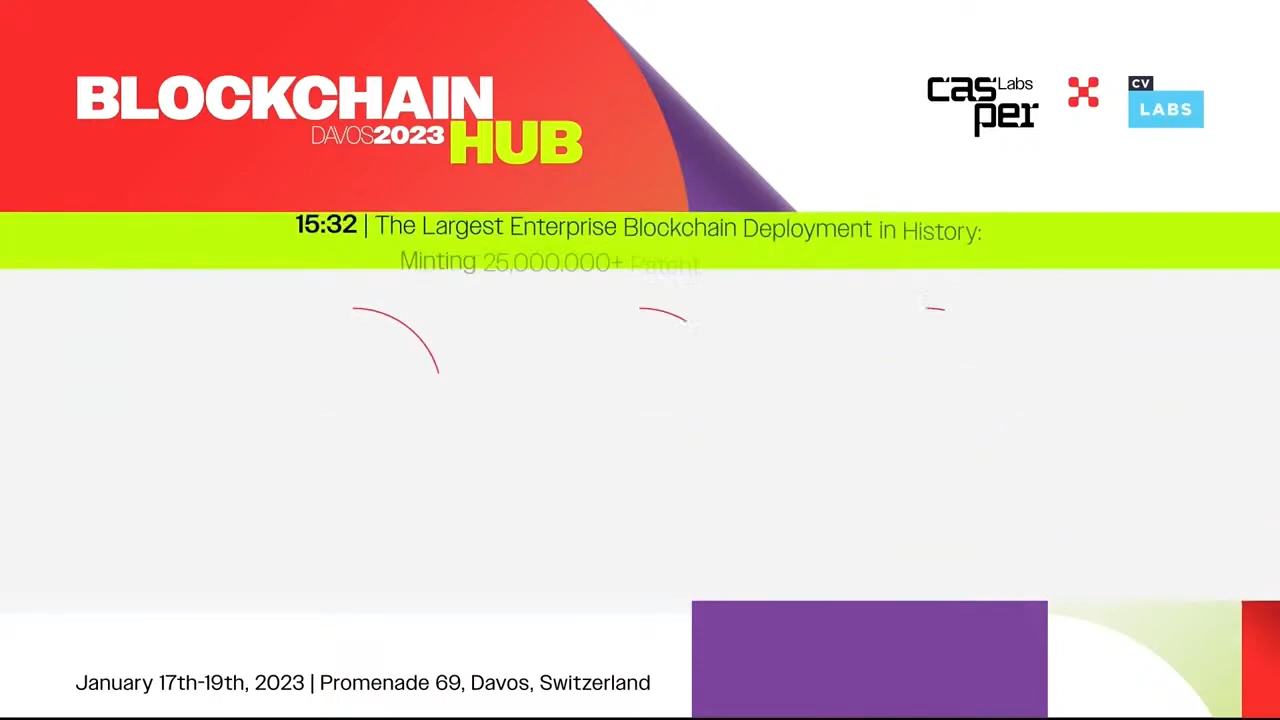 BLOCKCHAIN
DAVOS2023 HUB
casper Labs
CV
LABS
15:32 | The Largest Enterprise Blockchain Deployment in History:
Minting 25,000,000+ Patent
January 17th-19th, 2023 | Promenade 69, Davos, Switzerland